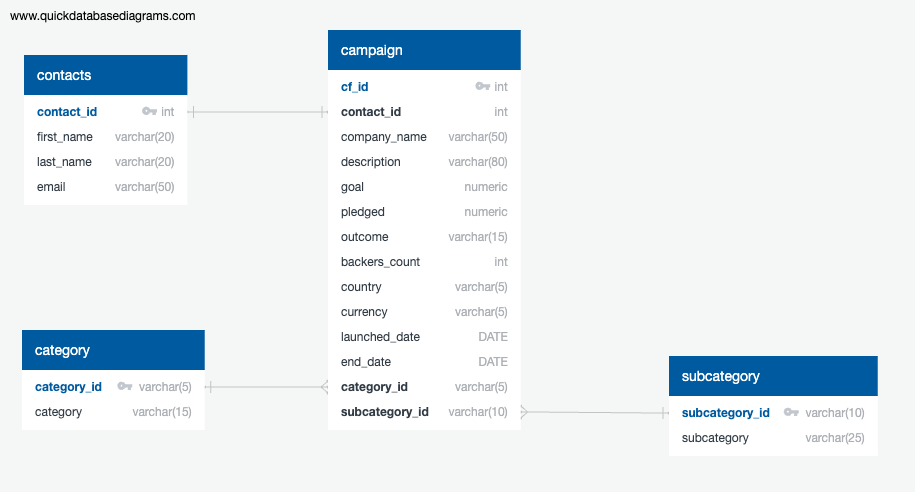 www.quickdatabasediagrams.com
contacts
contact_id int
first_name varchar(20)
last_name varchar(20)
email varchar(50)
campaign
cf_id int
contact_id int
company_name varchar(50)
description varchar(80)
goal numeric
pledged numeric
outcome varchar(15)
backers_count int
country varchar(5)
currency varchar(5)
launched_date DATE
end_date DATE
category_id varchar(5)
subcategory_id varchar(10)
category
category_id varchar(5)
category varchar(15)
subcategory
subcategory_id varchar(10)
subcategory varchar(25)